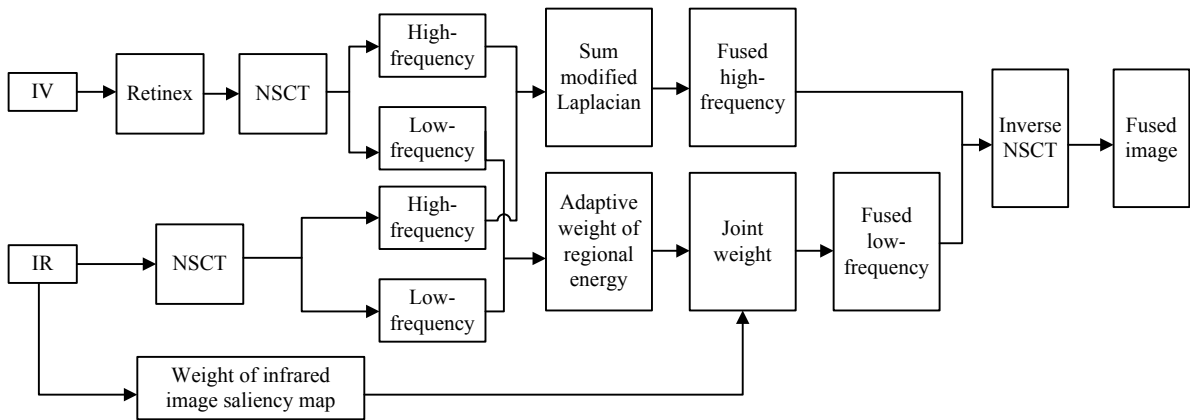 IV
Retinex
NSCT
High-
frequency
Low-
frequency
Sum
modified
Laplacian
Fused
high-
frequency
Inverse
NSCT
Fused
image
IR
NSCT
High-
frequency
Low-
frequency
Adaptive
weight of
regional
energy
Joint
weight
Fused
low-
frequency
Weight of infrared
image saliency map